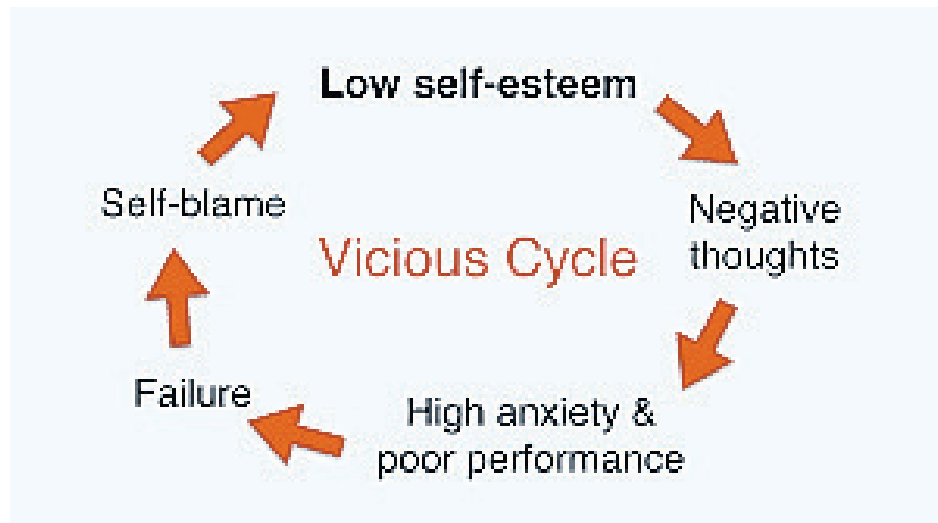 Low self-esteem
Negative
thoughts
High anxiety &
poor performance
Failure
Self-blame
Vicious Cycle